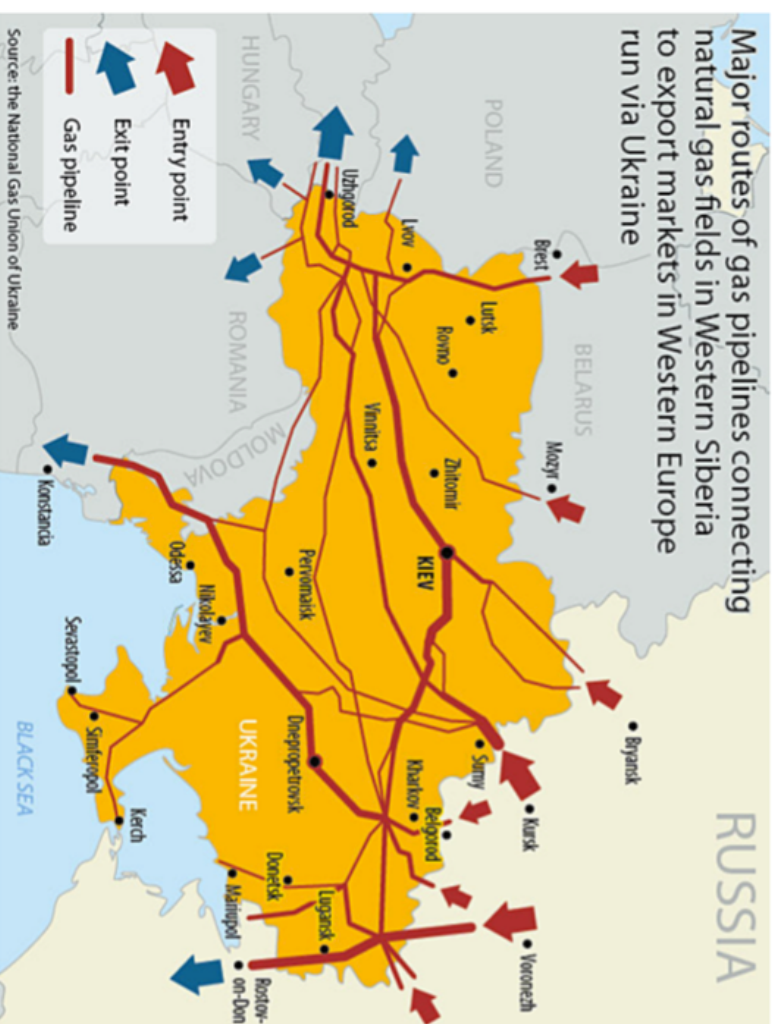 Major routes of gas pipelines connecting
natural gas fields in Western Siberia
to export markets in Western Europe
run via Ukraine
RUSSIA
POLAND
BELARUS
HUNGARY
ROMANIA
MOLDOVA
UKRAINE
BLACK SEA
Brest
Mozyr
Bryansk
Kursk
Voronezh
Lutsk
Rovno
Lvov
Uzhgorod
Zhitomir
Vinnitsa
KIEV
Sumy
Belgorod
Kharkov
Pervomaisk
Dnepropetrovsk
Lugansk
Donetsk
Mariupol
Rostov-
on-Don
Nikolayev
Odessa
Konstancia
Sevastopol
Simferopol
Kerch
Entry point
Exit point
Gas pipeline
Source: the National Gas Union of Ukraine